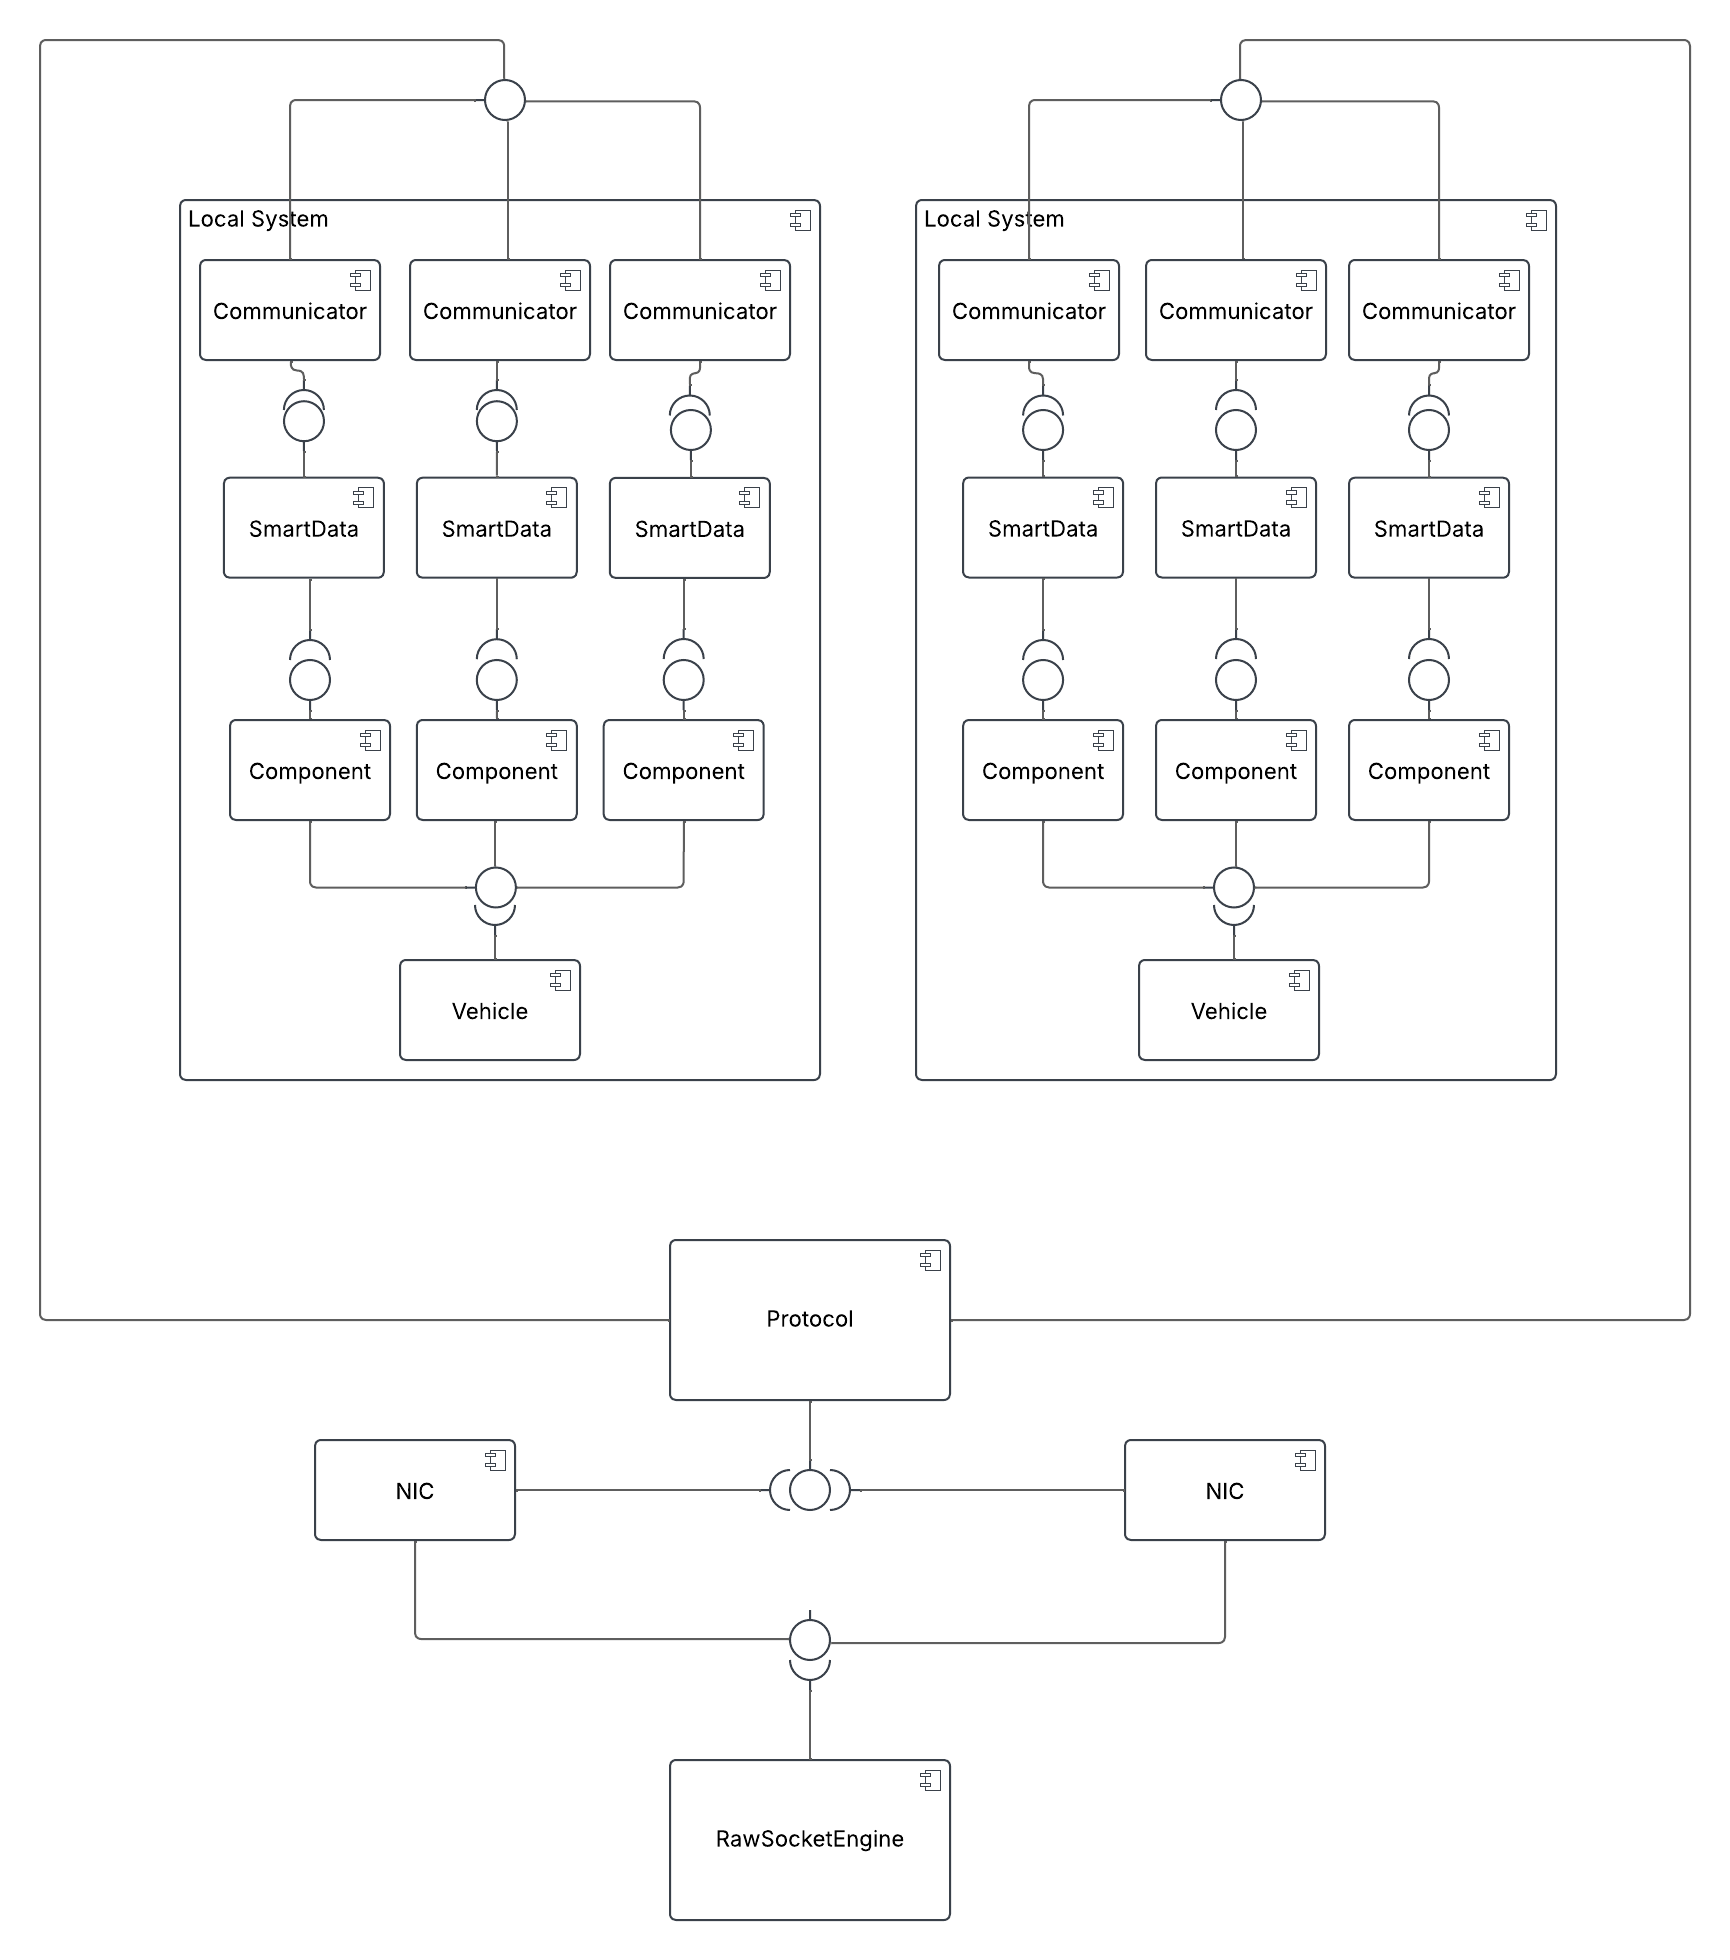 Local System
Communicator
Communicator
Communicator
SmartData
SmartData
SmartData
Component
Component
Component
Vehicle
Local System
Communicator
Communicator
Communicator
SmartData
SmartData
SmartData
Component
Component
Component
Vehicle
Protocol
NIC
NIC
RawSocketEngine